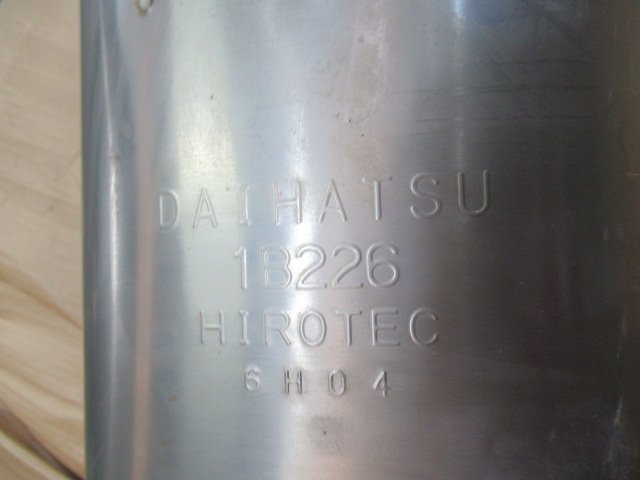 DAIHATSU
1B226
HIROTEC
6H04